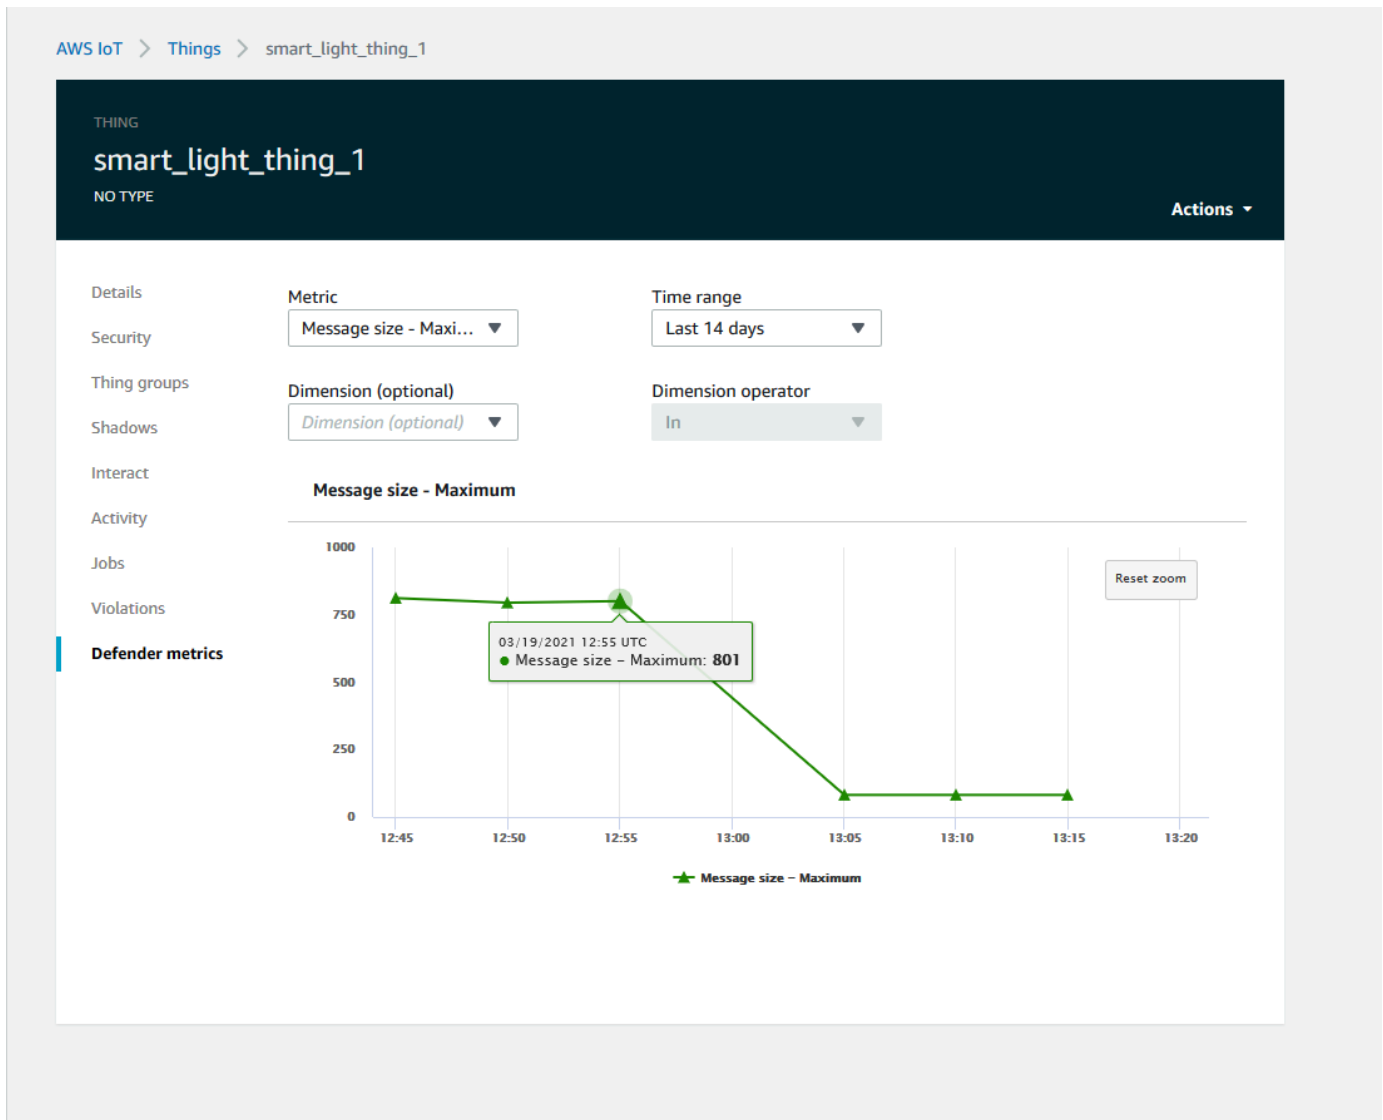 AWS IoT > Things > smart_light_thing_1
THING
smart_light_thing_1
NO TYPE
Actions
Details
Security
Thing groups
Shadows
Interact
Activity
Jobs
Violations
Defender metrics
Metric
Message size - Maxi...
Time range
Last 14 days
Dimension (optional)
Dimension (optional)
Dimension operator
In
Message size - Maximum
Reset zoom
1000
750
500
250
0
03/19/2021 12:55 UTC
Message size – Maximum: 801
12:45 12:50 12:55 13:00 13:05 13:10 13:15 13:20
Message size – Maximum